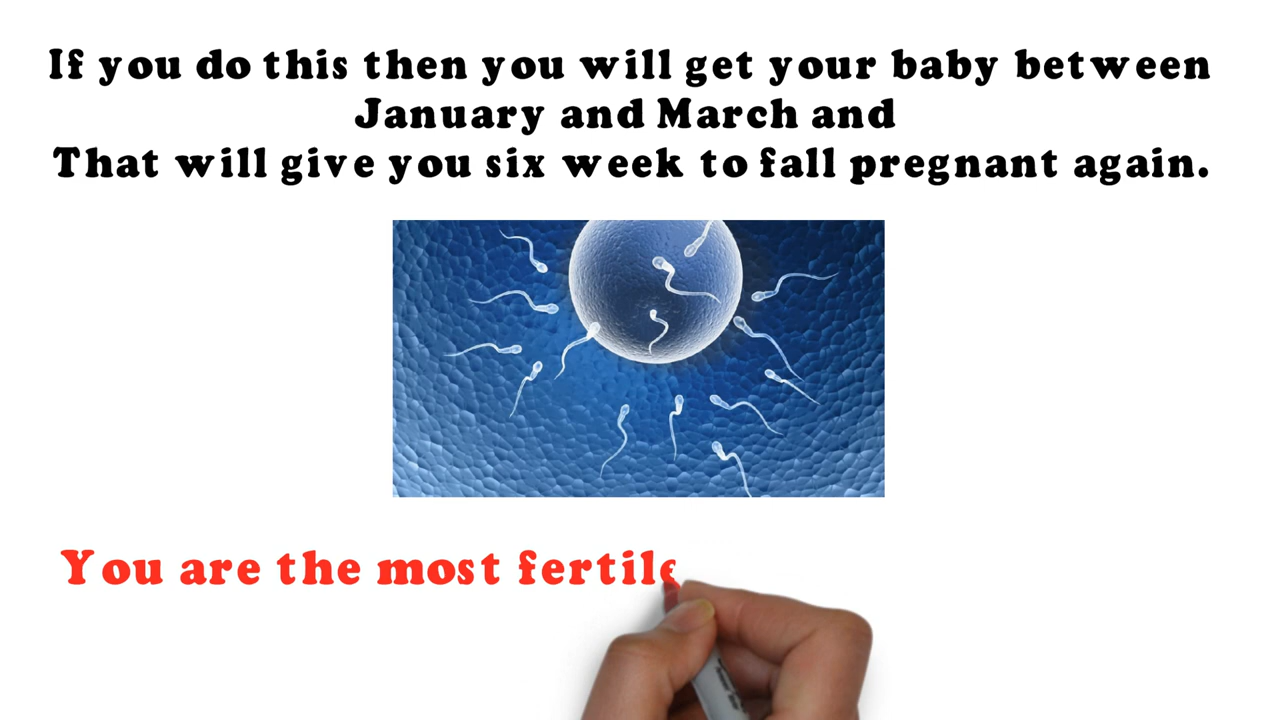 If you do this then you will get your baby between
January and March and
That will give you six week to fall pregnant again.
You are the most fertile